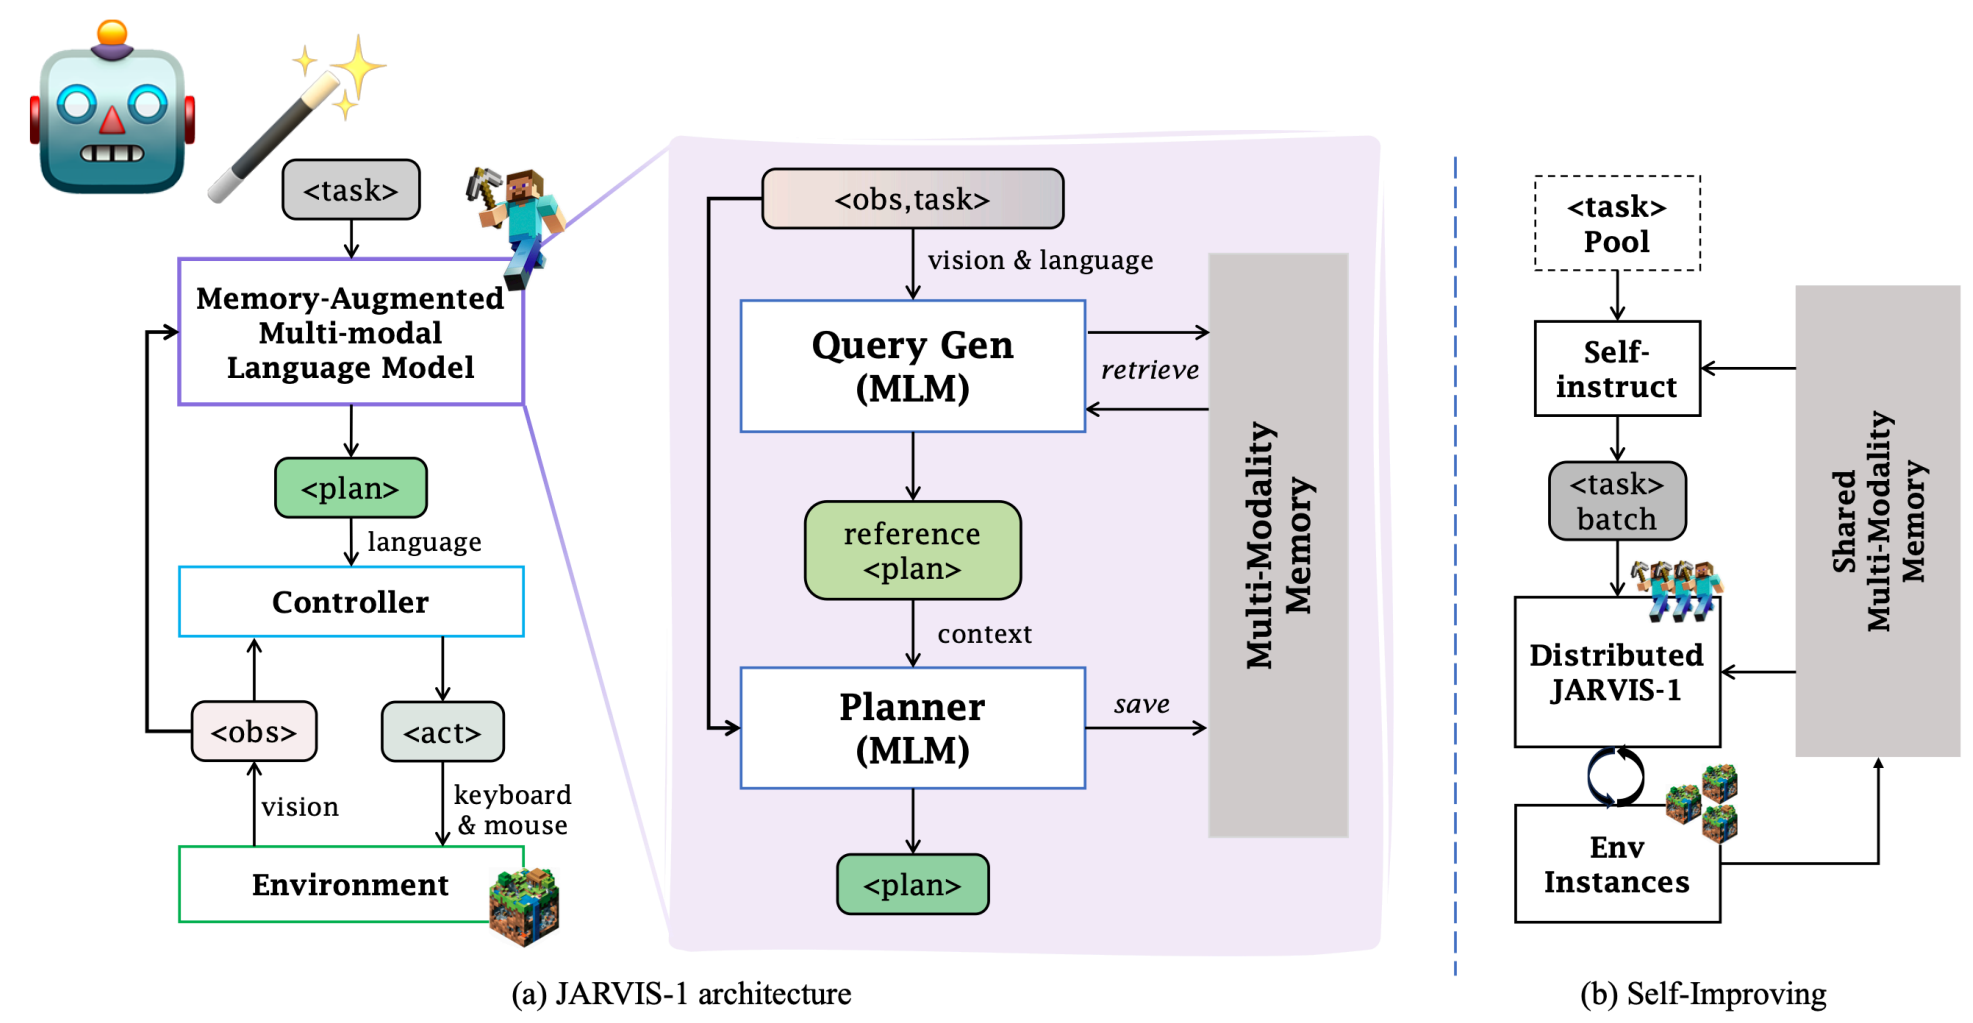 <task>
Memory-Augmented
Multi-modal
Language Model
<plan>
language
Controller
<obs>
<act>
vision
keyboard
& mouse
Environment
<obs,task>
vision & language
Query Gen
(MLM)
retrieve
reference
<plan>
context
Planner
(MLM)
save
<plan>
Multi-Modality
Memory
(a) JARVIS-1 architecture
<task>
Pool
Self-
instruct
<task>
batch
Distributed
JARVIS-1
Env
Instances
Shared
Multi-Modality
Memory
(b) Self-Improving